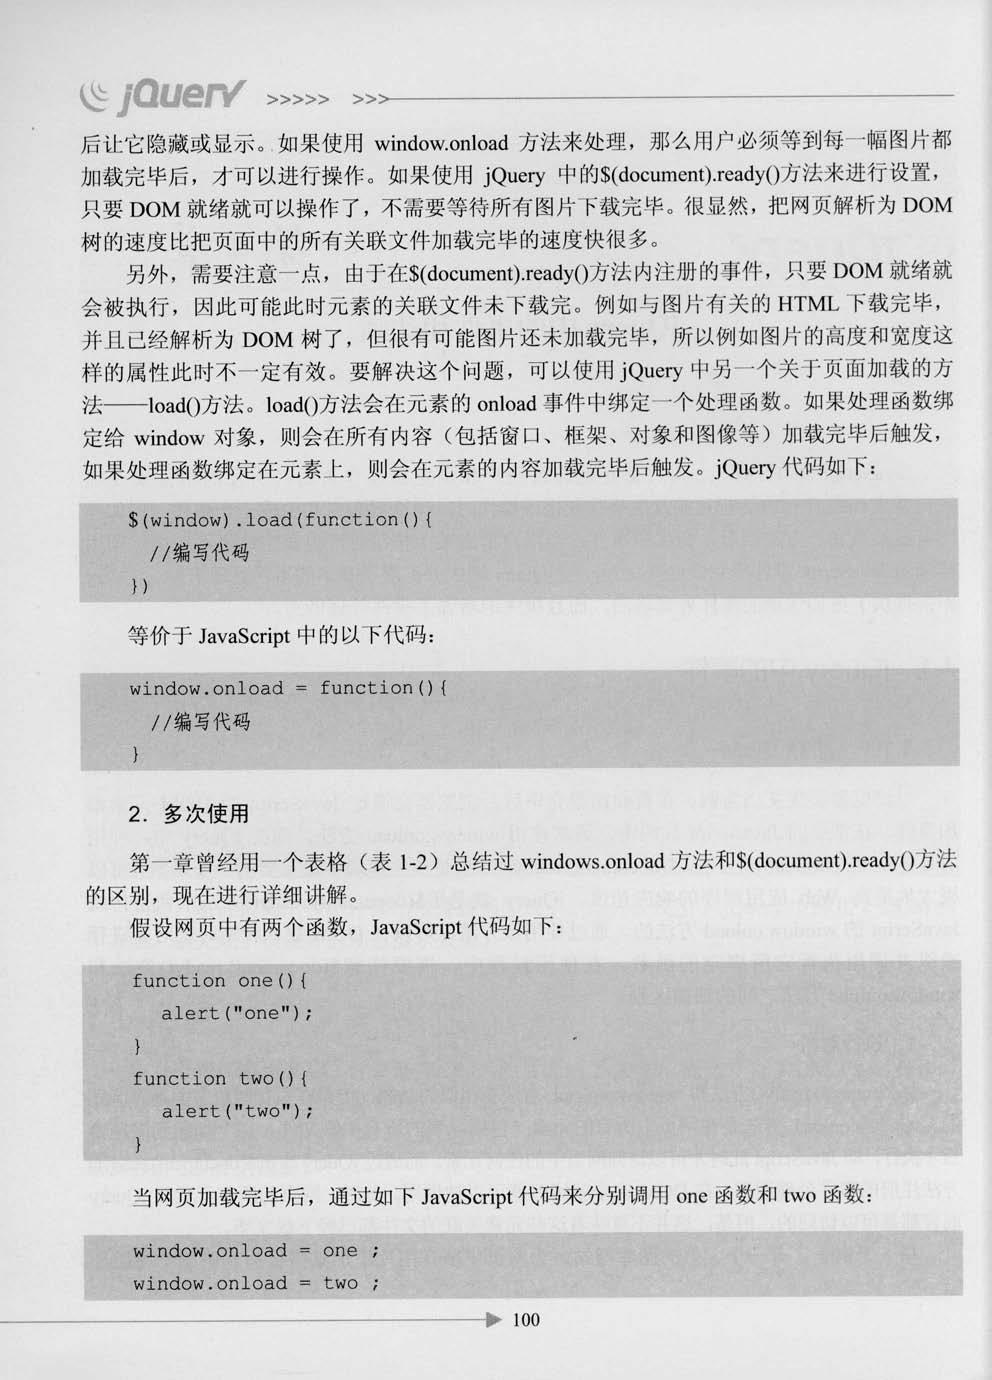 jQuery >>>>> >>>
后让它隐藏或显示。如果使用 window.onload 方法来处理，那么用户必须等到每一幅图片都
加载完毕后，才可以进行操作。如果使用 jQuery 中的$(document).ready()方法来进行设置，
只要 DOM 就绪就可以操作了，不需要等待所有图片下载完毕。很显然，把网页解析为 DOM
树的速度比把页面中的所有关联文件加载完毕的速度快很多。
另外，需要注意一点，由于在$(document).ready()方法内注册的事件，只要 DOM 就绪就
会被执行，因此可能此时元素的关联文件未下载完。例如与图片有关的 HTML 下载完毕，
并且已经解析为 DOM 树了，但很有可能图片还未加载完毕，所以例如图片的高度和宽度这
样的属性此时不一定有效。要解决这个问题，可以使用 jQuery 中另一个关于页面加载的方
法——load()方法。load()方法会在元素的 onload 事件中绑定一个处理函数。如果处理函数绑
定给 window 对象，则会在所有内容（包括窗口、框架、对象和图像等）加载完毕后触发，
如果处理函数绑定在元素上，则会在元素的内容加载完毕后触发。jQuery 代码如下：
$(window).load(function(){
//编写代码
})
等价于 JavaScript 中的以下代码：
window.onload = function(){
//编写代码
}
2．多次使用
第一章曾经用一个表格（表 1-2）总结过 windows.onload 方法和$(document).ready()方法
的区别，现在进行详细讲解。
假设网页中有两个函数，JavaScript 代码如下：
function one(){
alert("one");
}
function two(){
alert("two");
}
当网页加载完毕后，通过如下 JavaScript 代码来分别调用 one 函数和 two 函数：
window.onload = one ;
window.onload = two ;
100